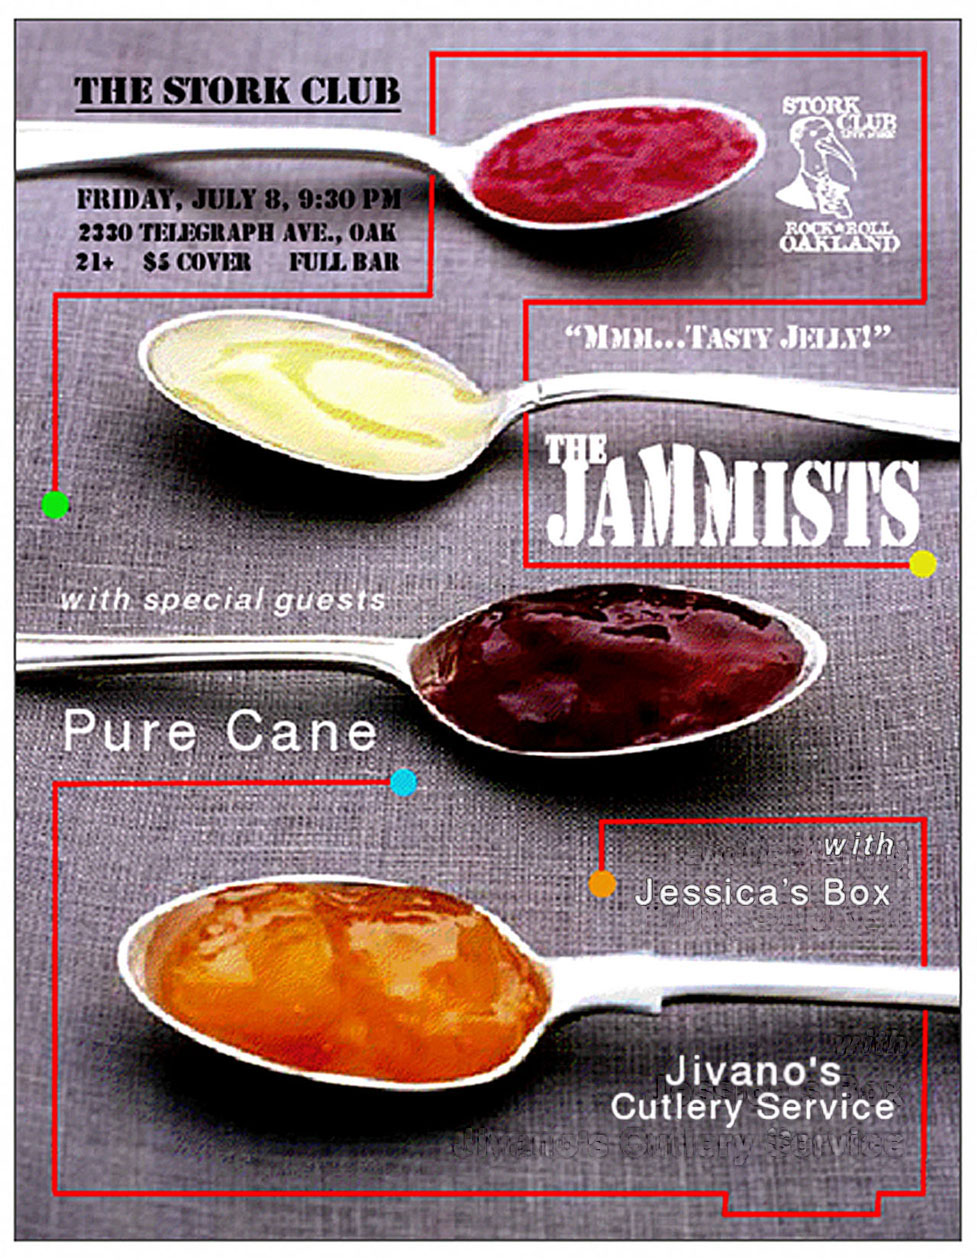 THE STORK CLUB
FRIDAY, JULY 8, 9:30 PM
2330 TELEGRAPH AVE., OAK
21+ $5 COVER FULL BAR
STORK
CLUB
ROCK★ROLL
OAKLAND
“MMM...TASTY JELLY!”
THE
JAMMISTS
with special guests
Pure Cane
with
Jessica’s Box
Jivano's
Cutlery Service